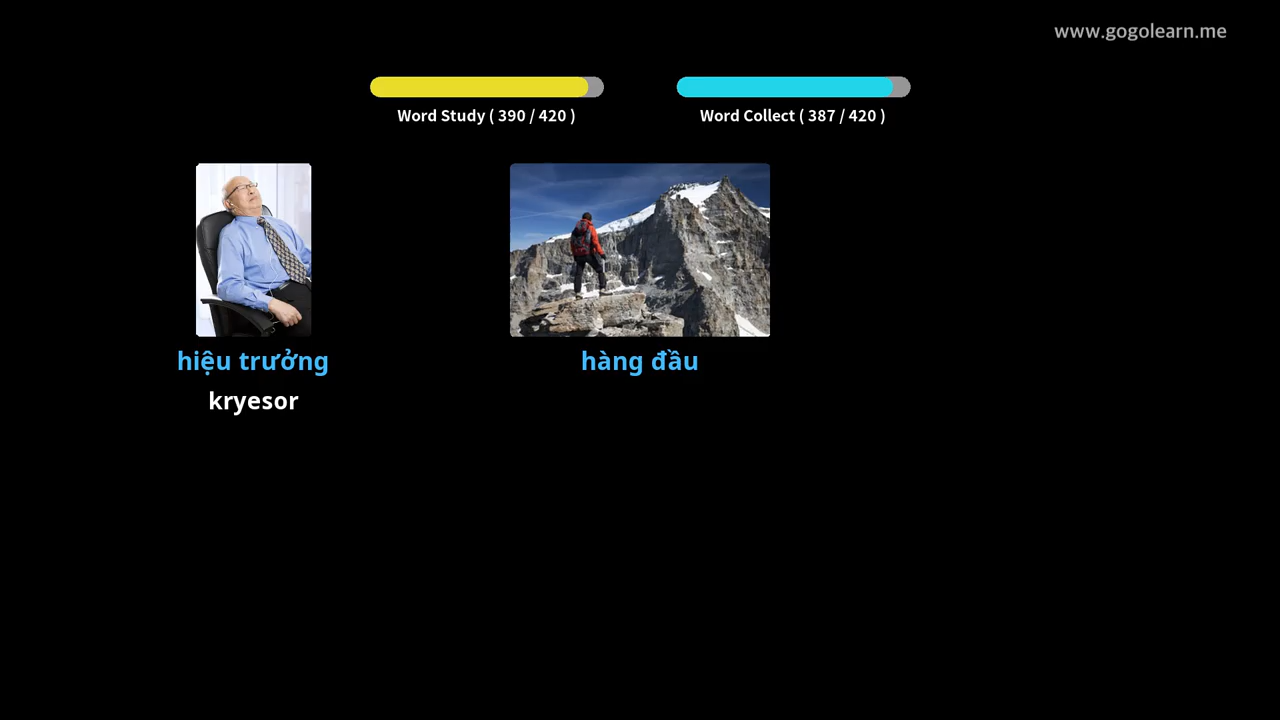 www.gogolearn.me
Word Study ( 390 / 420 )
Word Collect ( 387 / 420 )
hiệu trưởng
hàng đầu
kryesor